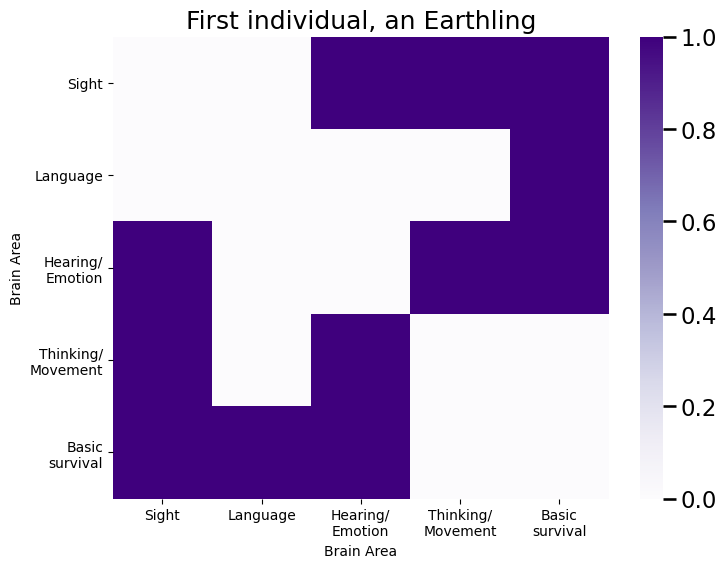 First individual, an Earthling
Sight
Language
Hearing/
Emotion
Thinking/
Movement
Basic
survival
Brain Area
Sight
Language
Hearing/
Emotion
Thinking/
Movement
Basic
survival
Brain Area
1.0
0.8
0.6
0.4
0.2
0.0